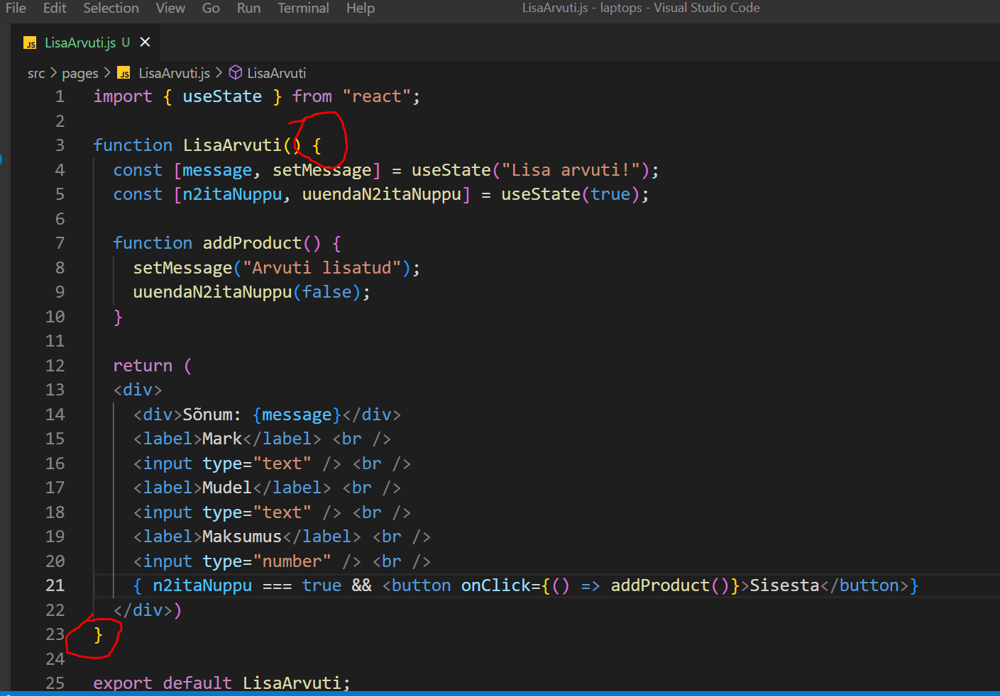 File Edit Selection View Go Run Terminal Help LisaArvuti.js - laptops - Visual Studio Code
JS LisaArvuti.js U ×
src > pages > JS LisaArvuti.js > LisaArvuti
1 import { useState } from "react";
2
3 function LisaArvuti() {
4   const [message, setMessage] = useState("Lisa arvuti!");
5   const [n2itaNuppu, uuendaN2itaNuppu] = useState(true);
6
7   function addProduct() {
8     setMessage("Arvuti lisatud");
9     uuendaN2itaNuppu(false);
10   }
11
12   return (
13   <div>
14     <div>Sõnum: {message}</div>
15     <label>Mark</label> <br />
16     <input type="text" /> <br />
17     <label>Mudel</label> <br />
18     <input type="text" /> <br />
19     <label>Maksumus</label> <br />
20     <input type="number" /> <br />
21     { n2itaNuppu === true && <button onClick={() => addProduct()}>Sisesta</button>}
22   </div>)
23 }
24
25 export default LisaArvuti;